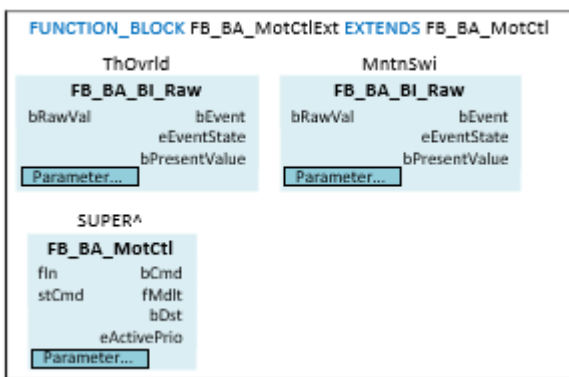 FUNCTION_BLOCK FB_BA_MotCtlExt EXTENDS FB_BA_MotCtl
ThOvrld
FB_BA_BI_Raw
bRawVal bEvent
eEventState
bPresentValue
Parameter...
MntnSwi
FB_BA_BI_Raw
bRawVal bEvent
eEventState
bPresentValue
Parameter...
SUPER^
FB_BA_MotCtl
fIn bCmd
stCmd fMdlt
bDst
eActivePrio
Parameter...